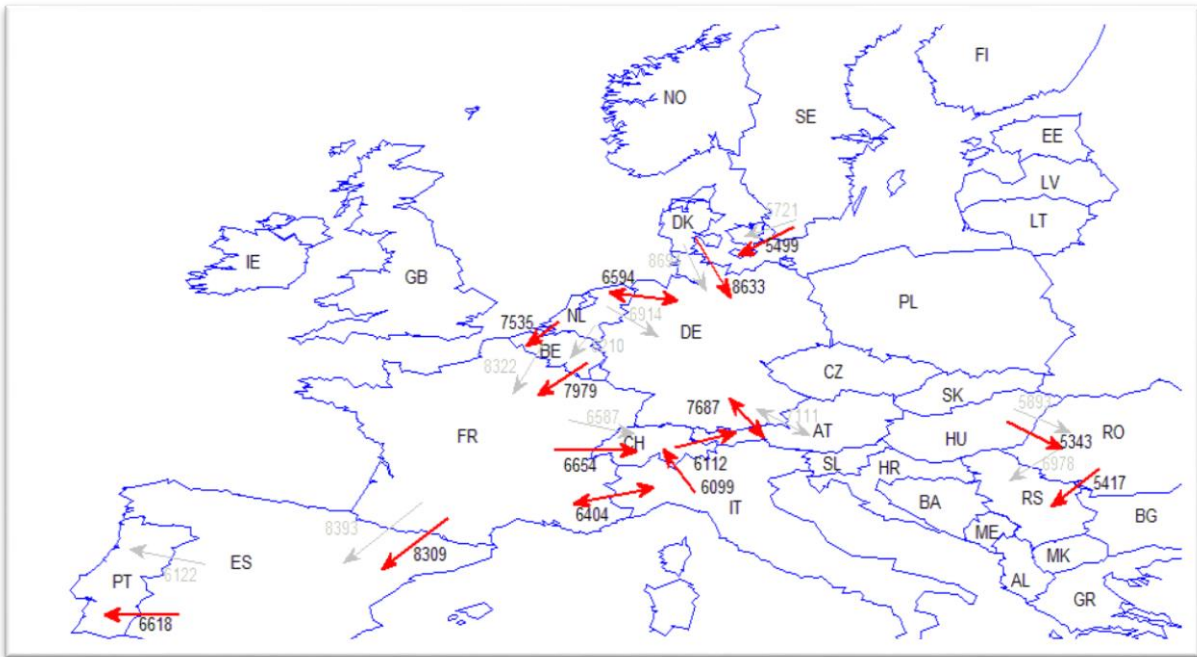 FI
NO
SE
EE
LV
LT
DK
5721
5499
IE
GB
6594
8633
PL
7535
NL
6914
DE
BE
8322
7979
CZ
SK
7687
5893
FR
6587
CH
AT
HU
5343
RO
6654
6112
SL
HR
6978
6099
RS
5417
6404
IT
BA
BG
8393
8309
ME
MK
ES
6122
PT
AL
GR
6618